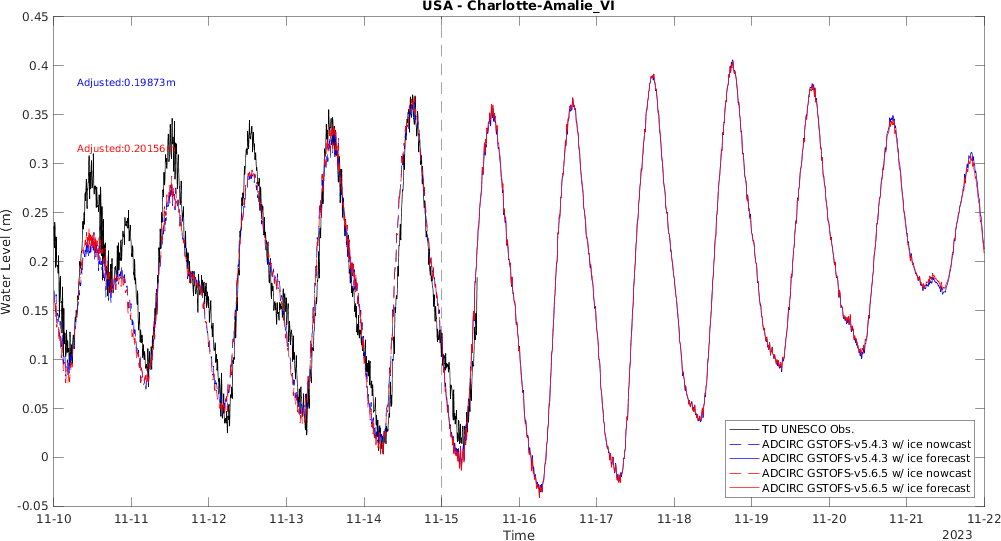 USA - Charlotte-Amalie_VI
0.45
0.4
0.35
0.3
0.25
0.2
0.15
0.1
0.05
0
-0.05
Water Level (m)
Adjusted:0.19873m
Adjusted:0.20156
TD UNESCO Obs.
ADCIRC GSTOFS-v5.4.3 w/ ice nowcast
ADCIRC GSTOFS-v5.4.3 w/ ice forecast
ADCIRC GSTOFS-v5.6.5 w/ ice nowcast
ADCIRC GSTOFS-v5.6.5 w/ ice forecast
11-10 11-11 11-12 11-13 11-14 11-15 11-16 11-17 11-18 11-19 11-20 11-21 11-22
Time
2023